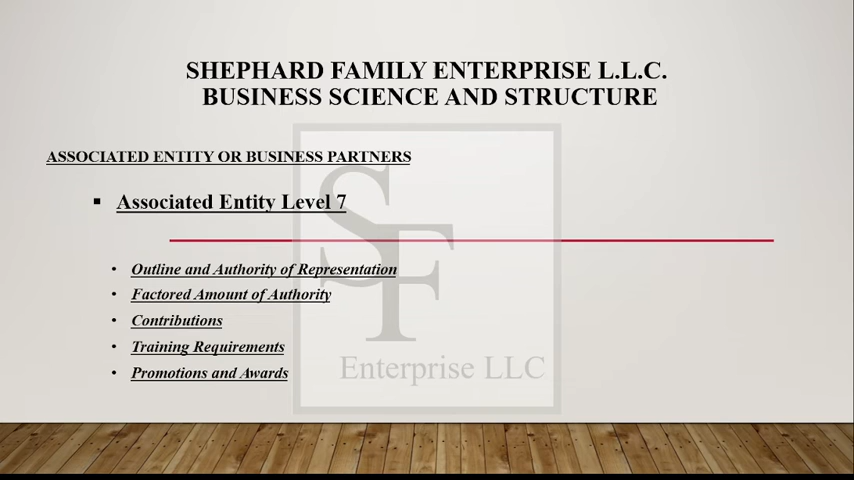 SHEPHARD FAMILY ENTERPRISE L.L.C.
BUSINESS SCIENCE AND STRUCTURE
ASSOCIATED ENTITY OR BUSINESS PARTNERS
▪ Associated Entity Level 7
• Outline and Authority of Representation
• Factored Amount of Authority
• Contributions
• Training Requirements
• Promotions and Awards
SF
Enterprise LLC